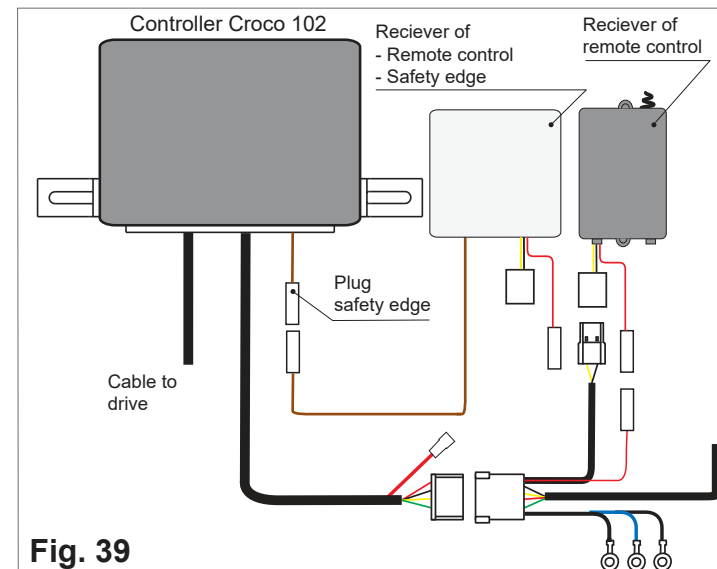 Controller Croco 102
Reciever of
- Remote control
- Safety edge
Reciever of
remote control
Plug
safety edge
Cable to
drive
Fig. 39